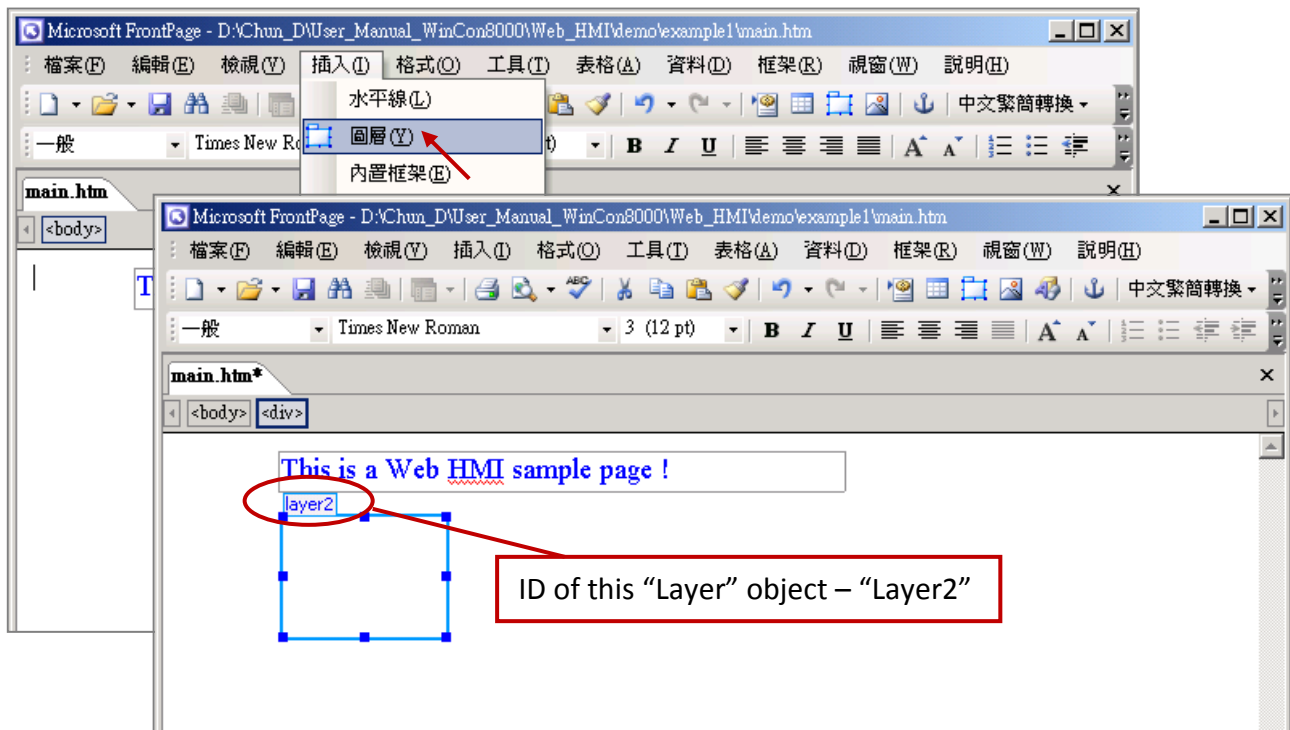 Microsoft FrontPage - D:\Chun_D\User_Manual_WinCon8000\Web_HMI\demo\example1\main.htm
檔案(F) 編輯(E) 檢視(V) 插入(I) 格式(O) 工具(T) 表格(A) 資料(D) 框架(R) 視窗(W) 說明(H)
水平線(L)
中文繁簡轉換
一般 Times New Ro
圖層(Y)
t)
B I U
A A
內置框架(E)
main.htm
<body>
T
Microsoft FrontPage - D:\Chun_D\User_Manual_WinCon8000\Web_HMI\demo\example1\main.htm
檔案(F) 編輯(E) 檢視(V) 插入(I) 格式(O) 工具(T) 表格(A) 資料(D) 框架(R) 視窗(W) 說明(H)
ABC
中文繁簡轉換
一般 Times New Roman 3 (12 pt) B I U A A
main.htm*
<body> <div>
This is a Web HMI sample page !
layer2
ID of this “Layer” object – “Layer2”